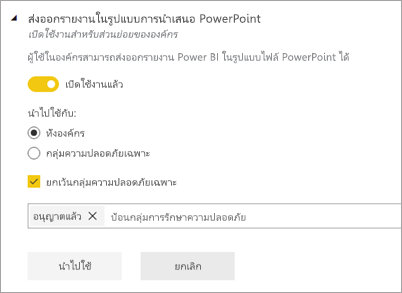 ส่งออกรายงานในรูปแบบการนำเสนอ PowerPoint
เปิดใช้งานสำหรับส่วนย่อยขององค์กร
ผู้ใช้ในองค์กรสามารถส่งออกรายงาน Power BI ในรูปแบบไฟล์ PowerPoint ได้
เปิดใช้งานแล้ว
นำไปใช้กับ:
ทั้งองค์กร
กลุ่มความปลอดภัยเฉพาะ
ยกเว้นกลุ่มความปลอดภัยเฉพาะ
อนุญาตแล้ว ป้อนกลุ่มการรักษาความปลอดภัย
นำไปใช้ ยกเลิก